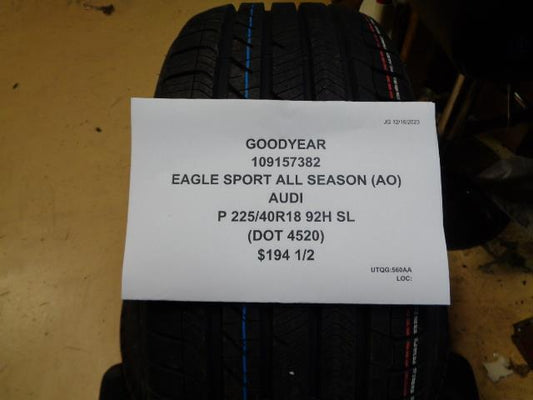 JG 12/16/2023
GOODYEAR
109157382
EAGLE SPORT ALL SEASON (AO)
AUDI
P 225/40R18 92H SL
(DOT 4520)
$194 1/2
UTQG:560AA
LOC: